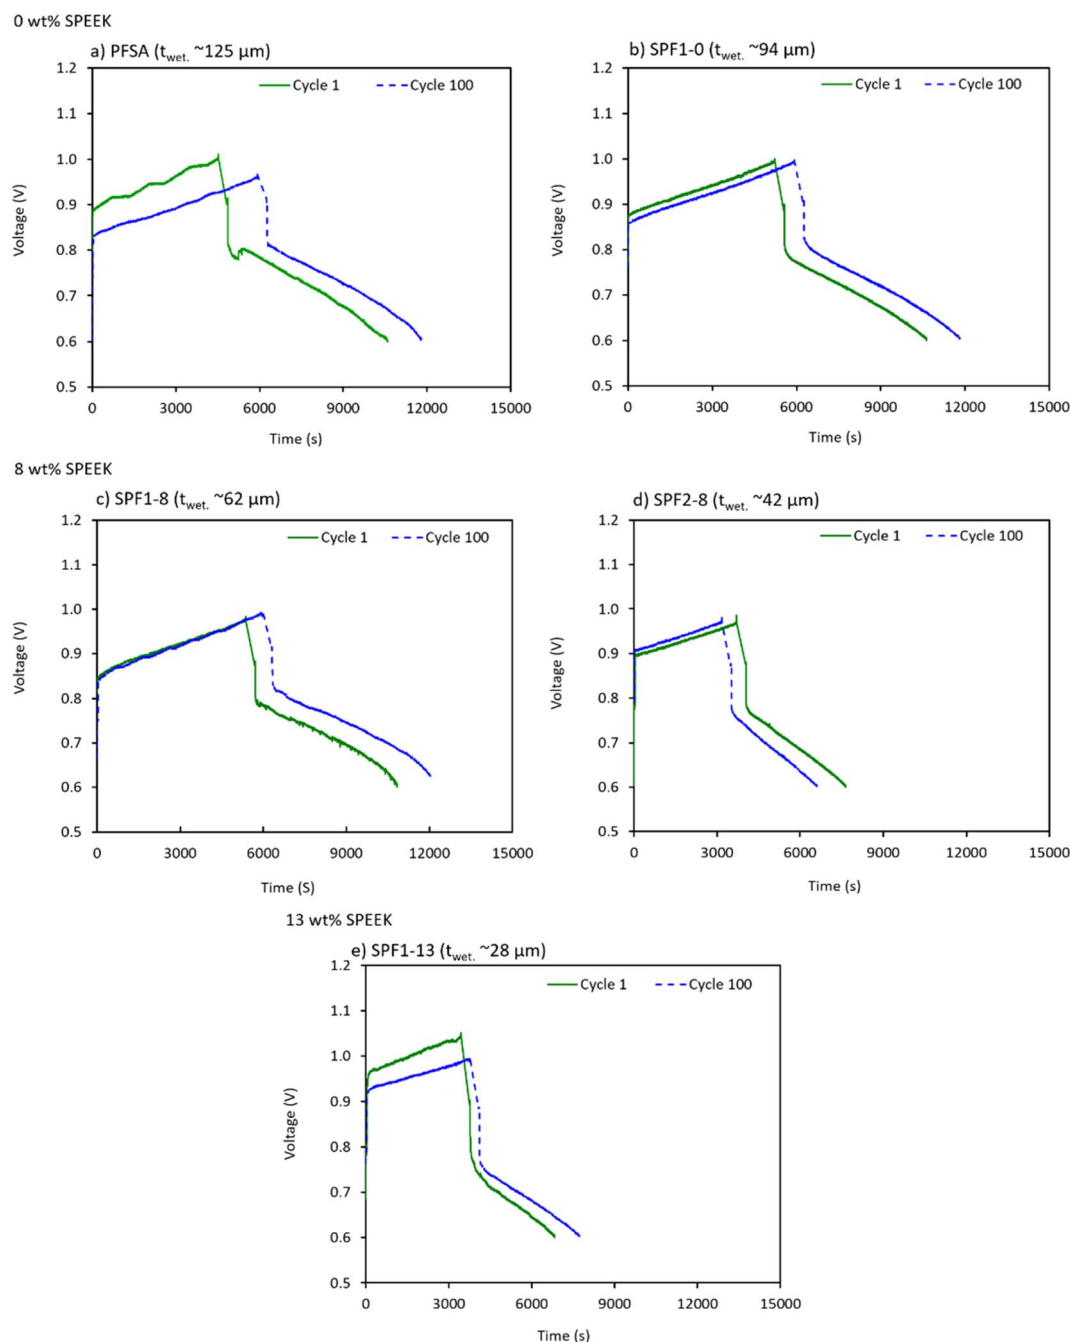 0 wt% SPEEK
a) PFSA (twet. ~125 µm)
Cycle 1 Cycle 100
1.2
1.1
1.0
0.9
0.8
0.7
0.6
0.5
Voltage (V)
0 3000 6000 9000 12000 15000
Time (s)
b) SPF1-0 (twet. ~94 µm)
Cycle 1 Cycle 100
1.2
1.1
1.0
0.9
0.8
0.7
0.6
0.5
Voltage (V)
0 3000 6000 9000 12000 15000
Time (s)
8 wt% SPEEK
c) SPF1-8 (twet. ~62 µm)
Cycle 1 Cycle 100
1.2
1.1
1.0
0.9
0.8
0.7
0.6
0.5
Voltage (V)
0 3000 6000 9000 12000 15000
Time (S)
d) SPF2-8 (twet. ~42 µm)
Cycle 1 Cycle 100
1.2
1.1
1.0
0.9
0.8
0.7
0.6
0.5
Voltage (V)
0 3000 6000 9000 12000 15000
Time (s)
13 wt% SPEEK
e) SPF1-13 (twet. ~28 µm)
Cycle 1 Cycle 100
1.2
1.1
1.0
0.9
0.8
0.7
0.6
0.5
Voltage (V)
0 3000 6000 9000 12000 15000
Time (s)